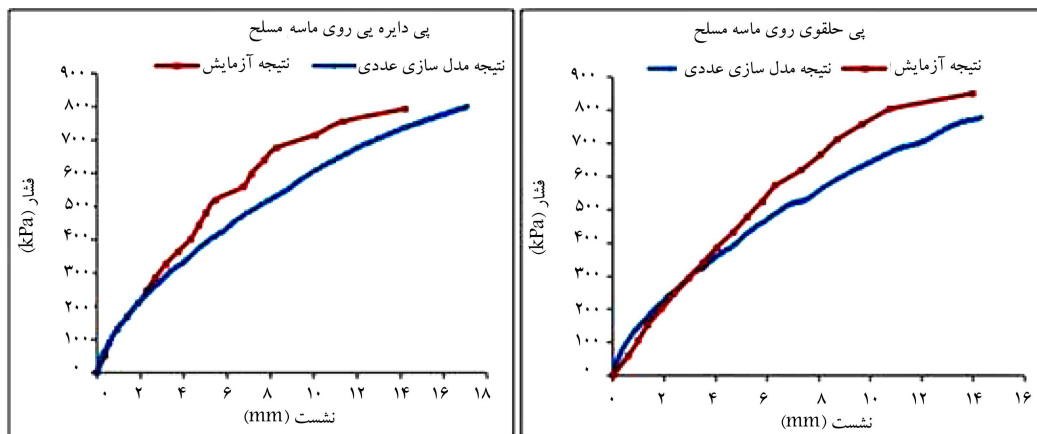 پی دایره یی روی ماسه مسلح
نتیجه آزمایش
نتیجه مدل سازی عددی
فشار (kPa)
۹۰۰
۸۰۰
۷۰۰
۶۰۰
۵۰۰
۴۰۰
۳۰۰
۲۰۰
۱۰۰
۰
۰ ۲ ۴ ۶ ۸ ۱۰ ۱۲ ۱۴ ۱۶ ۱۸
نشست (mm)
پی حلقوی روی ماسه مسلح
نتیجه مدل سازی عددی
نتیجه آزمایش
فشار (kPa)
۹۰۰
۸۰۰
۷۰۰
۶۰۰
۵۰۰
۴۰۰
۳۰۰
۲۰۰
۱۰۰
۰
۰ ۲ ۴ ۶ ۸ ۱۰ ۱۲ ۱۴ ۱۶
نشست (mm)